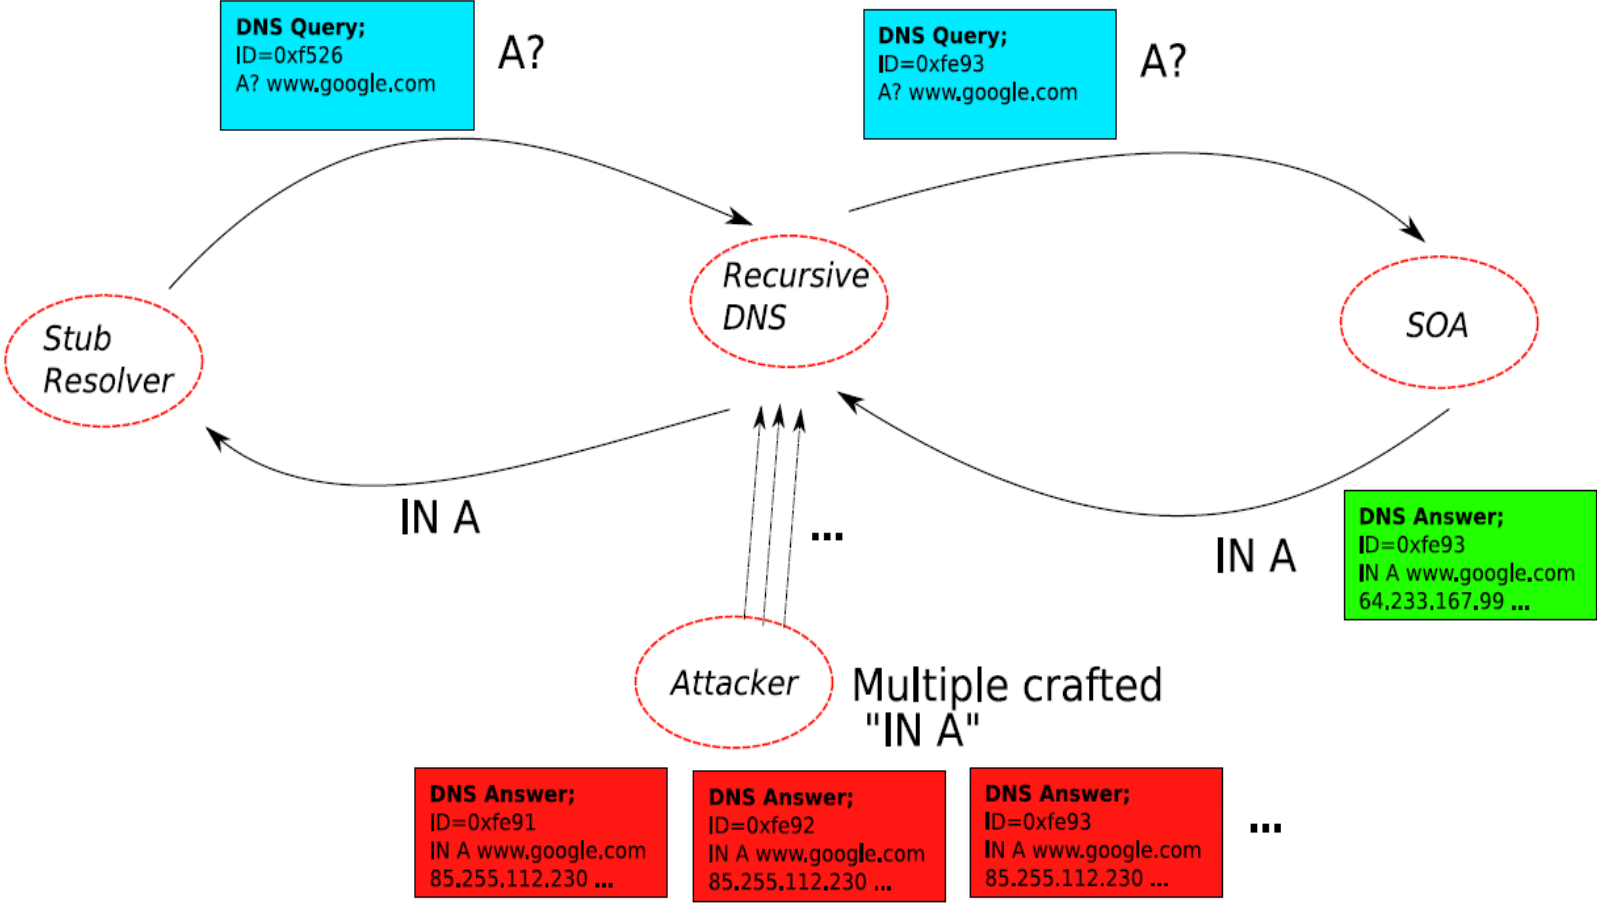 DNS Query;
ID=0xf526
A? www.google.com
A?
DNS Query;
ID=0xfe93
A? www.google.com
A?
Recursive
DNS
SOA
Stub
Resolver
IN A
...
IN A
DNS Answer;
ID=0xfe93
IN A www.google.com
64.233.167.99 ...
Attacker
Multiple crafted
"IN A"
DNS Answer;
ID=0xfe91
IN A www.google.com
85.255.112.230 ...
DNS Answer;
ID=0xfe92
IN A www.google.com
85.255.112.230 ...
DNS Answer;
ID=0xfe93
IN A www.google.com
85.255.112.230 ...
...